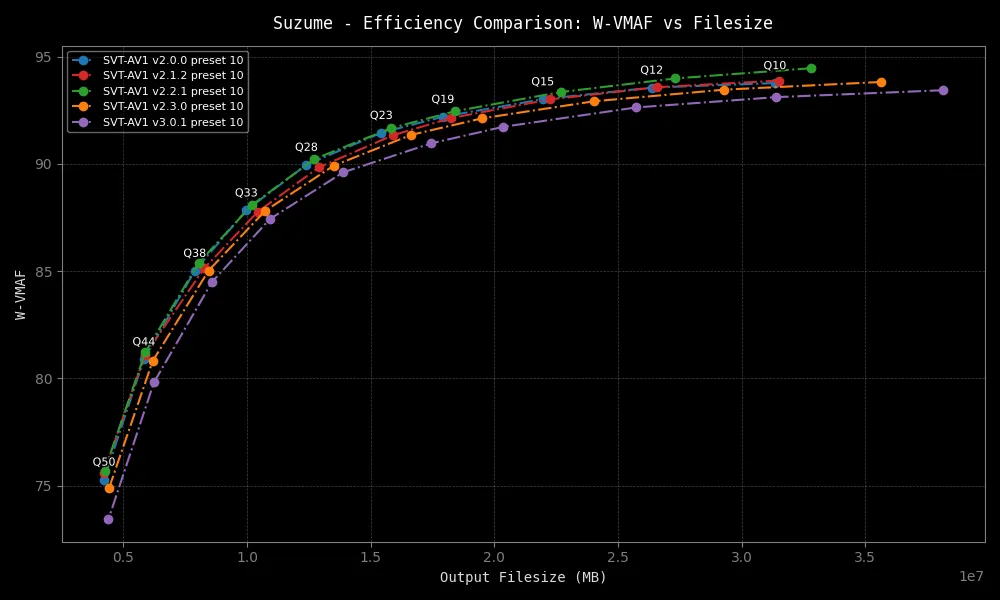 Suzume - Efficiency Comparison: W-VMAF vs Filesize
SVT-AV1 v2.0.0 preset 10
SVT-AV1 v2.1.2 preset 10
SVT-AV1 v2.2.1 preset 10
SVT-AV1 v2.3.0 preset 10
SVT-AV1 v3.0.1 preset 10
95
90
85
80
75
W-VMAF
Q10
Q12
Q15
Q19
Q23
Q28
Q33
Q38
Q44
Q50
0.5 1.0 1.5 2.0 2.5 3.0 3.5
1e7
Output Filesize (MB)